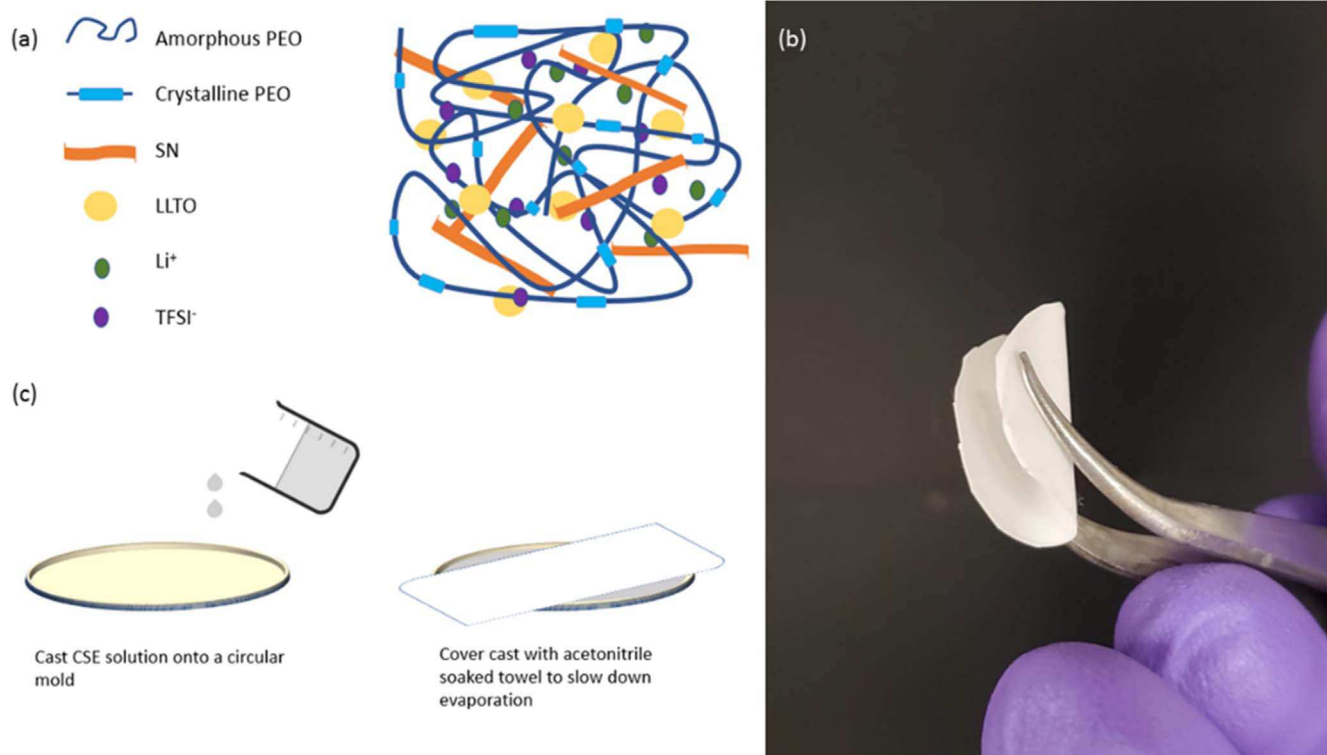 (a)
Amorphous PEO
Crystalline PEO
SN
LLTO
Li⁺
TFSI⁻
(b)
(c)
Cast CSE solution onto a circular
mold
Cover cast with acetonitrile
soaked towel to slow down
evaporation